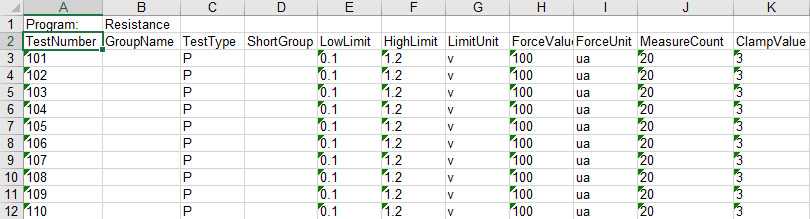 A B C D E F G H I J K
1 Program: Resistance
2 TestNumber GroupName TestType ShortGroup LowLimit HighLimit LimitUnit ForceValue ForceUnit MeasureCount ClampValue
3 101 P 0.1 1.2 v 100 ua 20 3
4 102 P 0.1 1.2 v 100 ua 20 3
5 103 P 0.1 1.2 v 100 ua 20 3
6 104 P 0.1 1.2 v 100 ua 20 3
7 105 P 0.1 1.2 v 100 ua 20 3
8 106 P 0.1 1.2 v 100 ua 20 3
9 107 P 0.1 1.2 v 100 ua 20 3
10 108 P 0.1 1.2 v 100 ua 20 3
11 109 P 0.1 1.2 v 100 ua 20 3
12 110 P 0.1 1.2 v 100 ua 20 3